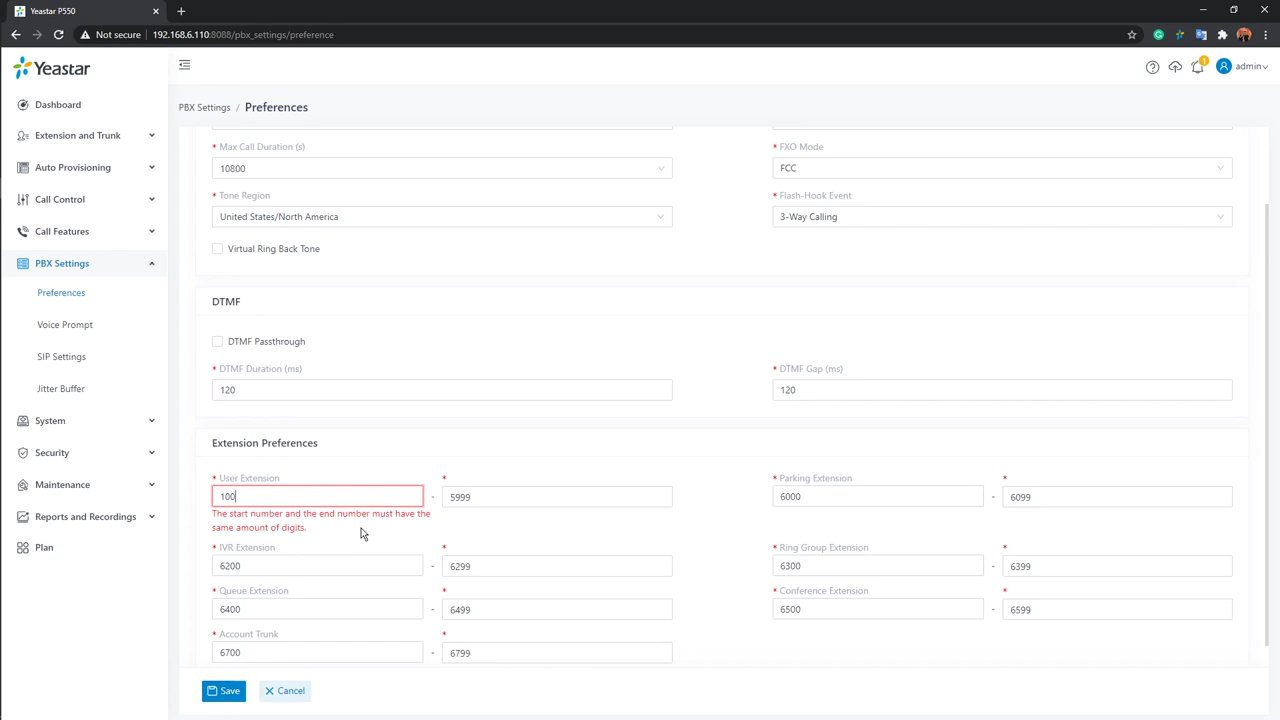 Yeastar P550
Not secure 192.168.6.110:8088/pbx_settings/preference
Yeastar
1
admin
Dashboard
Extension and Trunk
Auto Provisioning
Call Control
Call Features
PBX Settings
Preferences
Voice Prompt
SIP Settings
Jitter Buffer
System
Security
Maintenance
Reports and Recordings
Plan
PBX Settings / Preferences
* Max Call Duration (s)
10800
* FXO Mode
FCC
* Tone Region
United States/North America
* Flash-Hook Event
3-Way Calling
Virtual Ring Back Tone
DTMF
DTMF Passthrough
* DTMF Duration (ms)
120
* DTMF Gap (ms)
120
Extension Preferences
* User Extension *
100 - 5999
The start number and the end number must have the
same amount of digits.
* Parking Extension *
6000 - 6099
* IVR Extension *
6200 - 6299
* Ring Group Extension *
6300 - 6399
* Queue Extension *
6400 - 6499
* Conference Extension *
6500 - 6599
* Account Trunk *
6700 - 6799
Save
Cancel